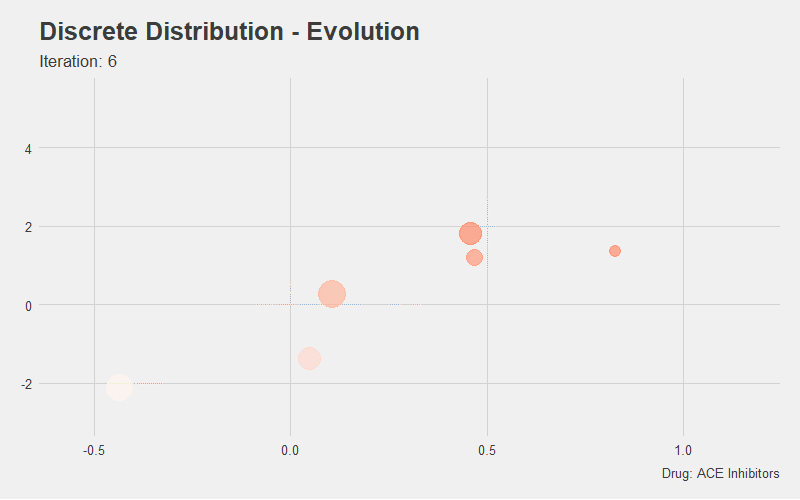 Discrete Distribution - Evolution
Iteration: 6
4
2
0
-2
-0.5 0.0 0.5 1.0
Drug: ACE Inhibitors